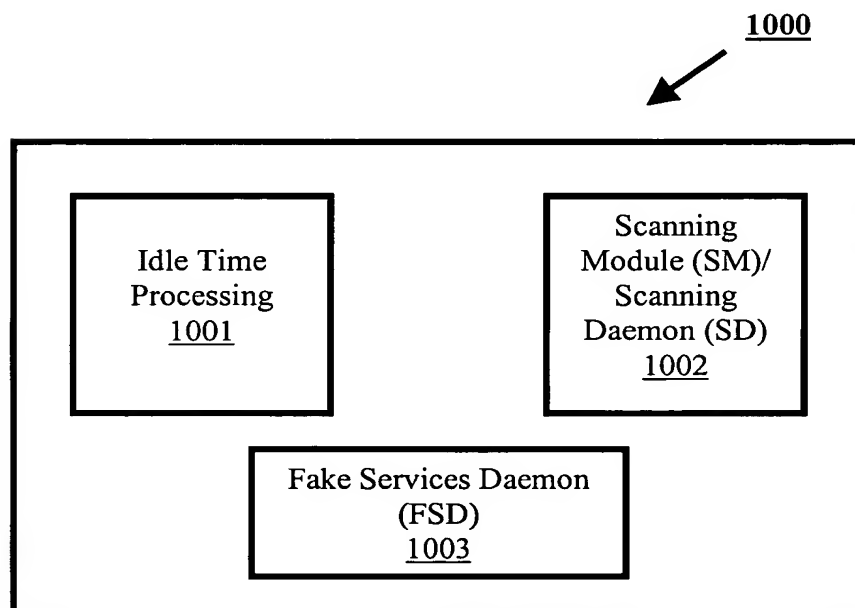 1000
Idle Time
Processing
1001
Scanning
Module (SM)/
Scanning
Daemon (SD)
1002
Fake Services Daemon
(FSD)
1003